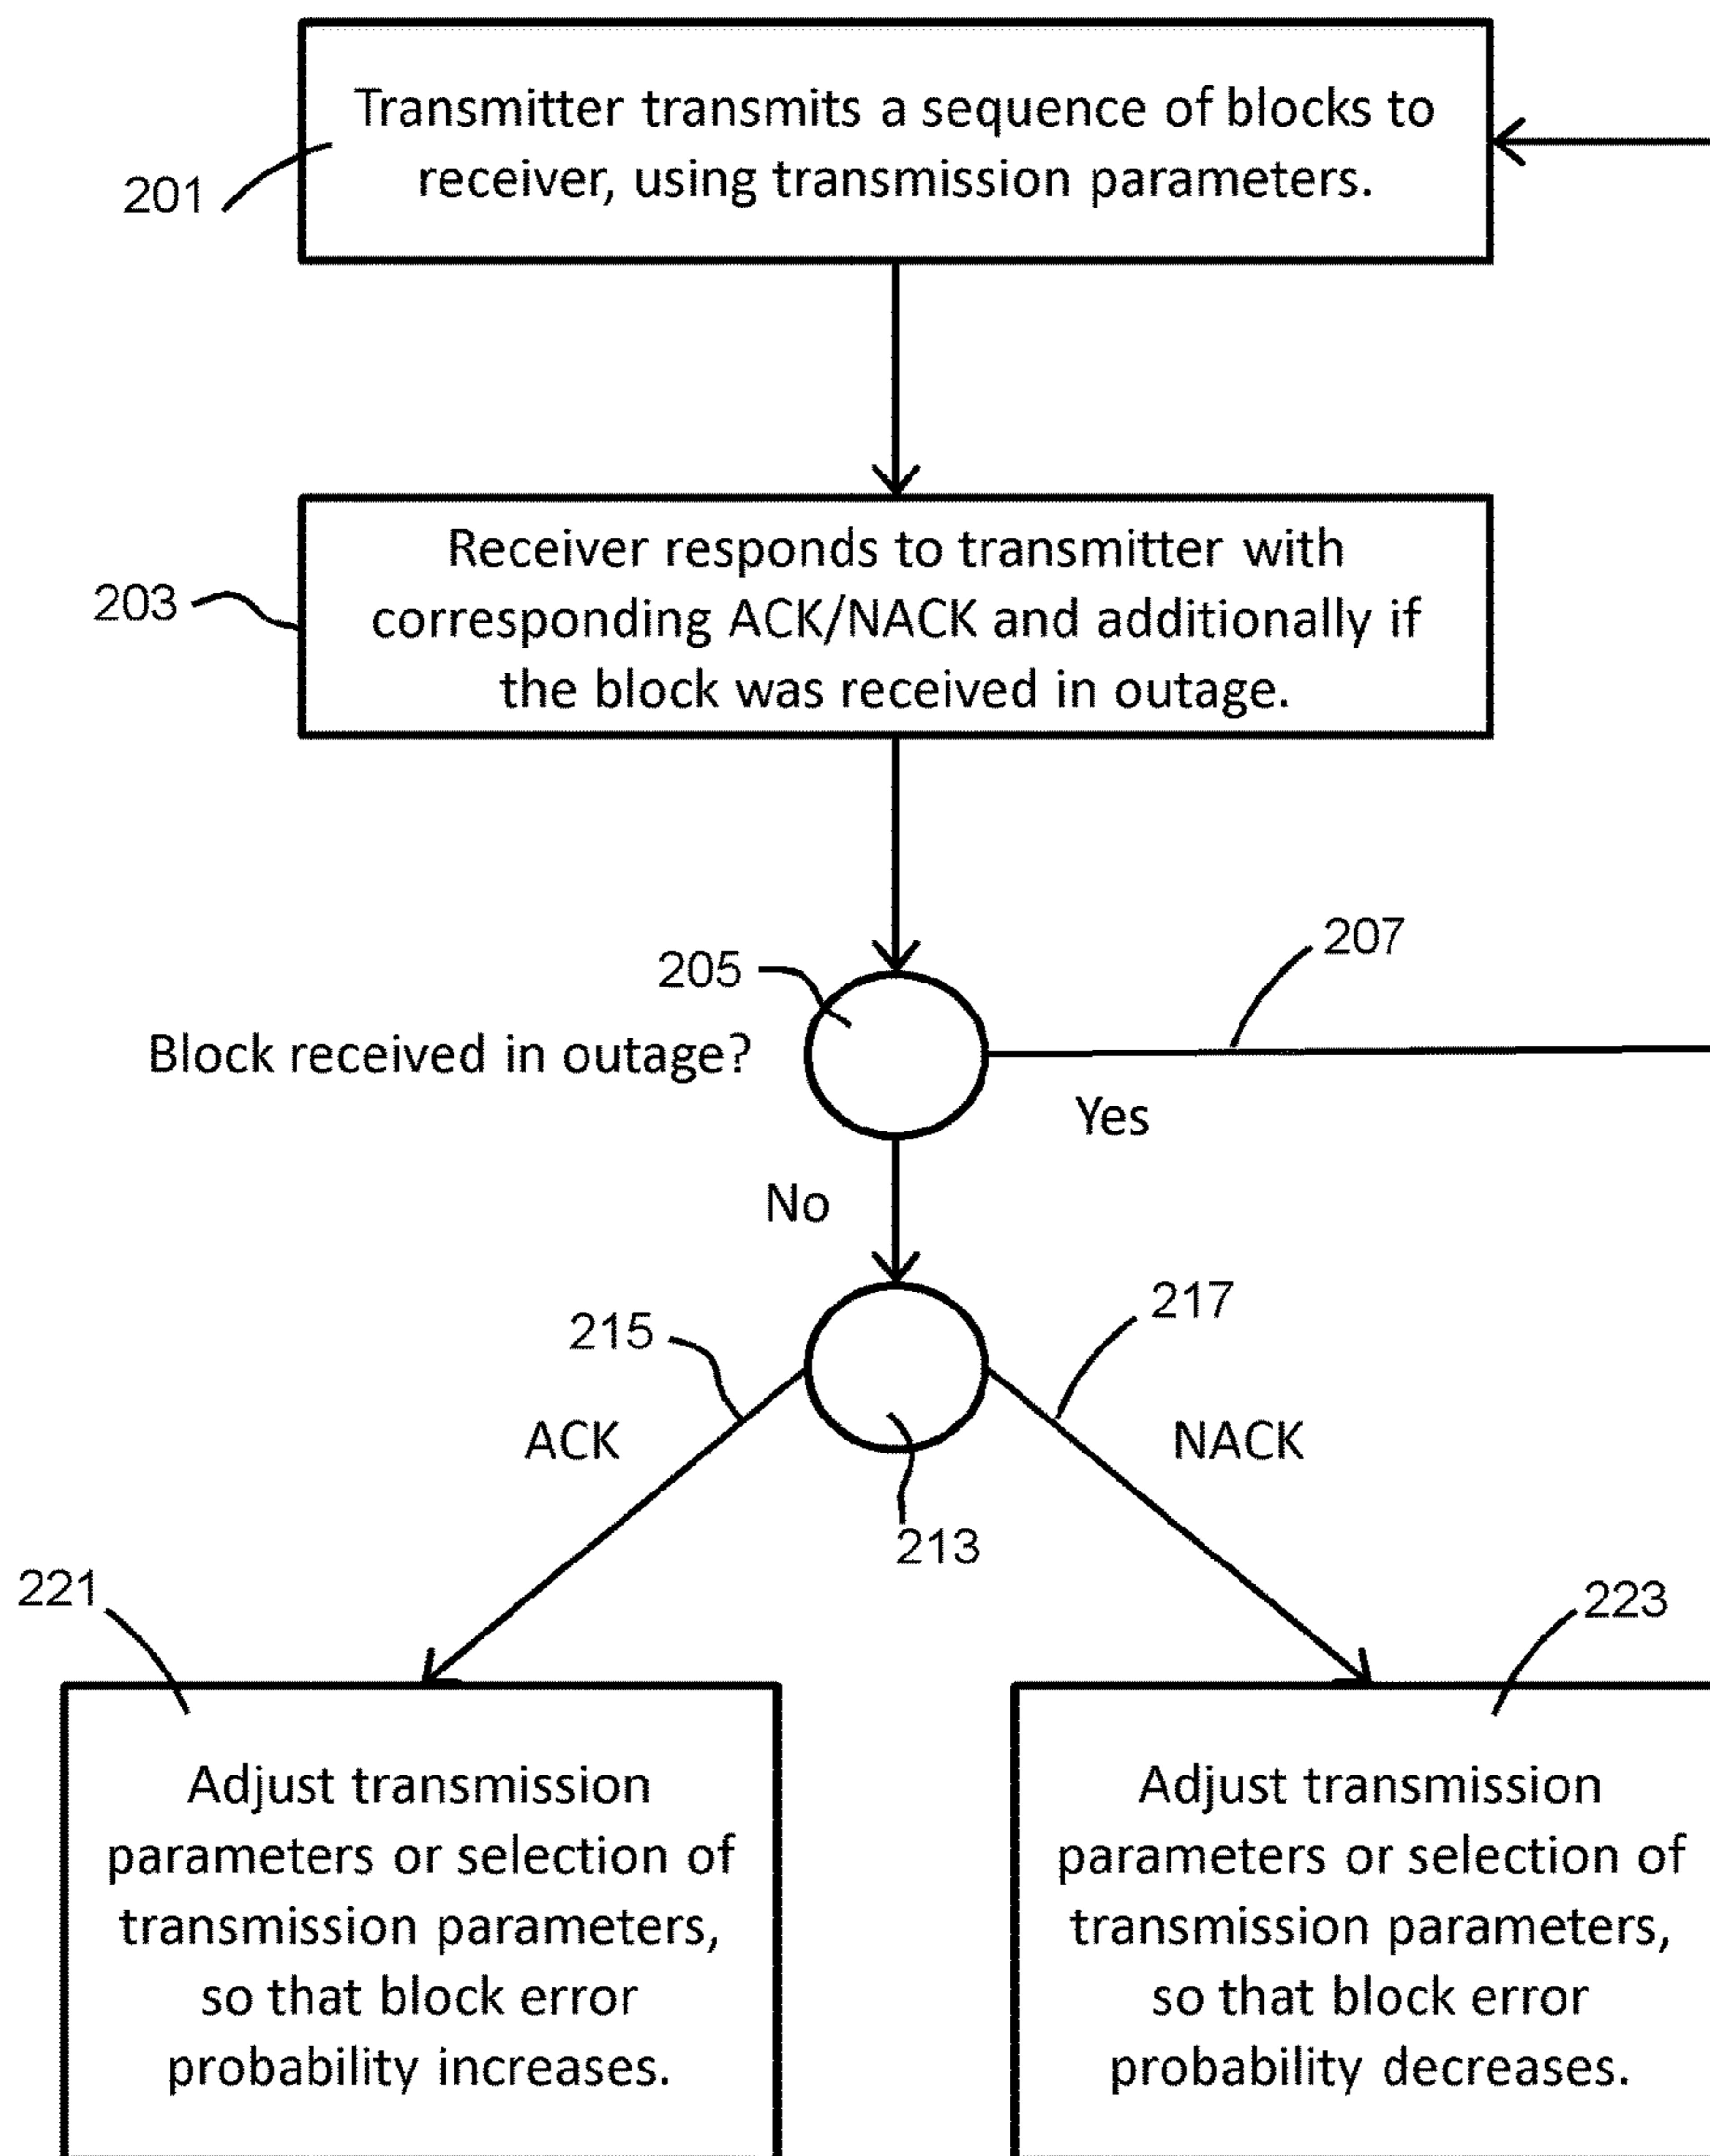 Transmitter transmits a sequence of blocks to
receiver, using transmission parameters.
201
Receiver responds to transmitter with
corresponding ACK/NACK and additionally if
the block was received in outage.
203
207
205
Block received in outage?
Yes
No
217
215
ACK
NACK
213
221
223
Adjust transmission
parameters or selection of
transmission parameters,
so that block error
probability increases.
Adjust transmission
parameters or selection of
transmission parameters,
so that block error
probability decreases.